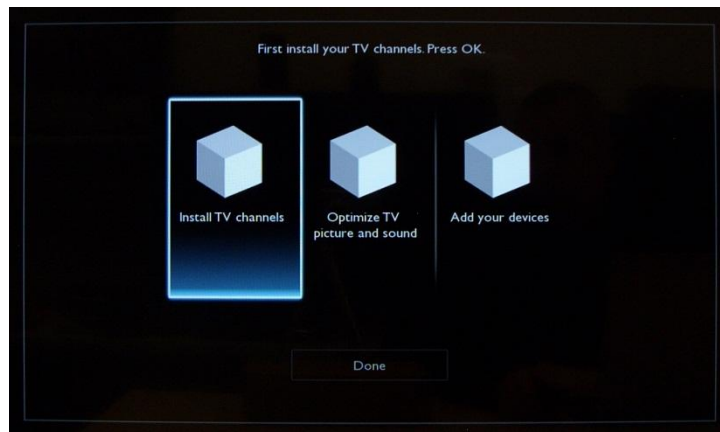 First install your TV channels. Press OK.
Install TV channels
Optimize TV
picture and sound
Add your devices
Done